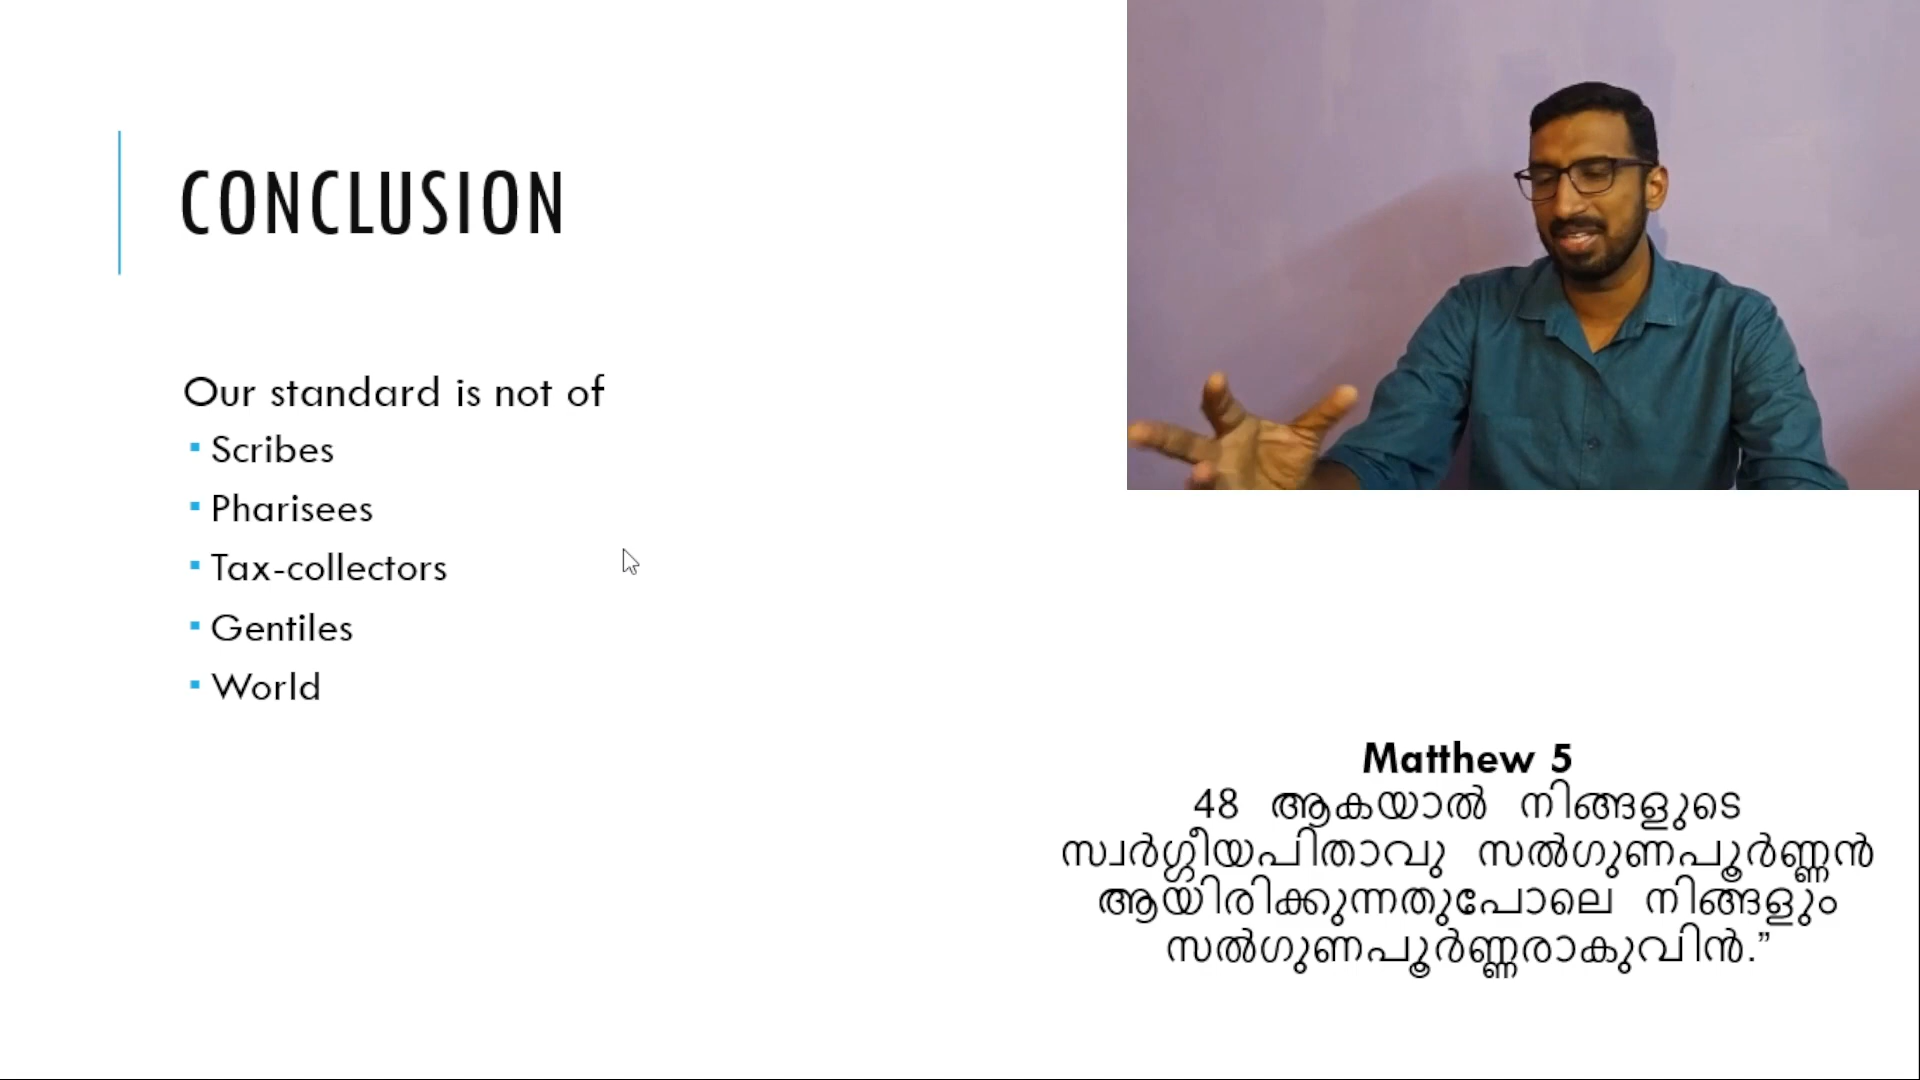 CONCLUSION
Our standard is not of
Scribes
Pharisees
Tax-collectors
Gentiles
World
Matthew 5
48 ആകയാൽ നിങ്ങളുടെ
സ്വർഗ്ഗീയപിതാവു സൽഗുണപൂർണ്ണൻ
ആയിരിക്കുന്നതുപോലെ നിങ്ങളും
സൽഗുണപൂർണ്ണരാകുവിൻ.”